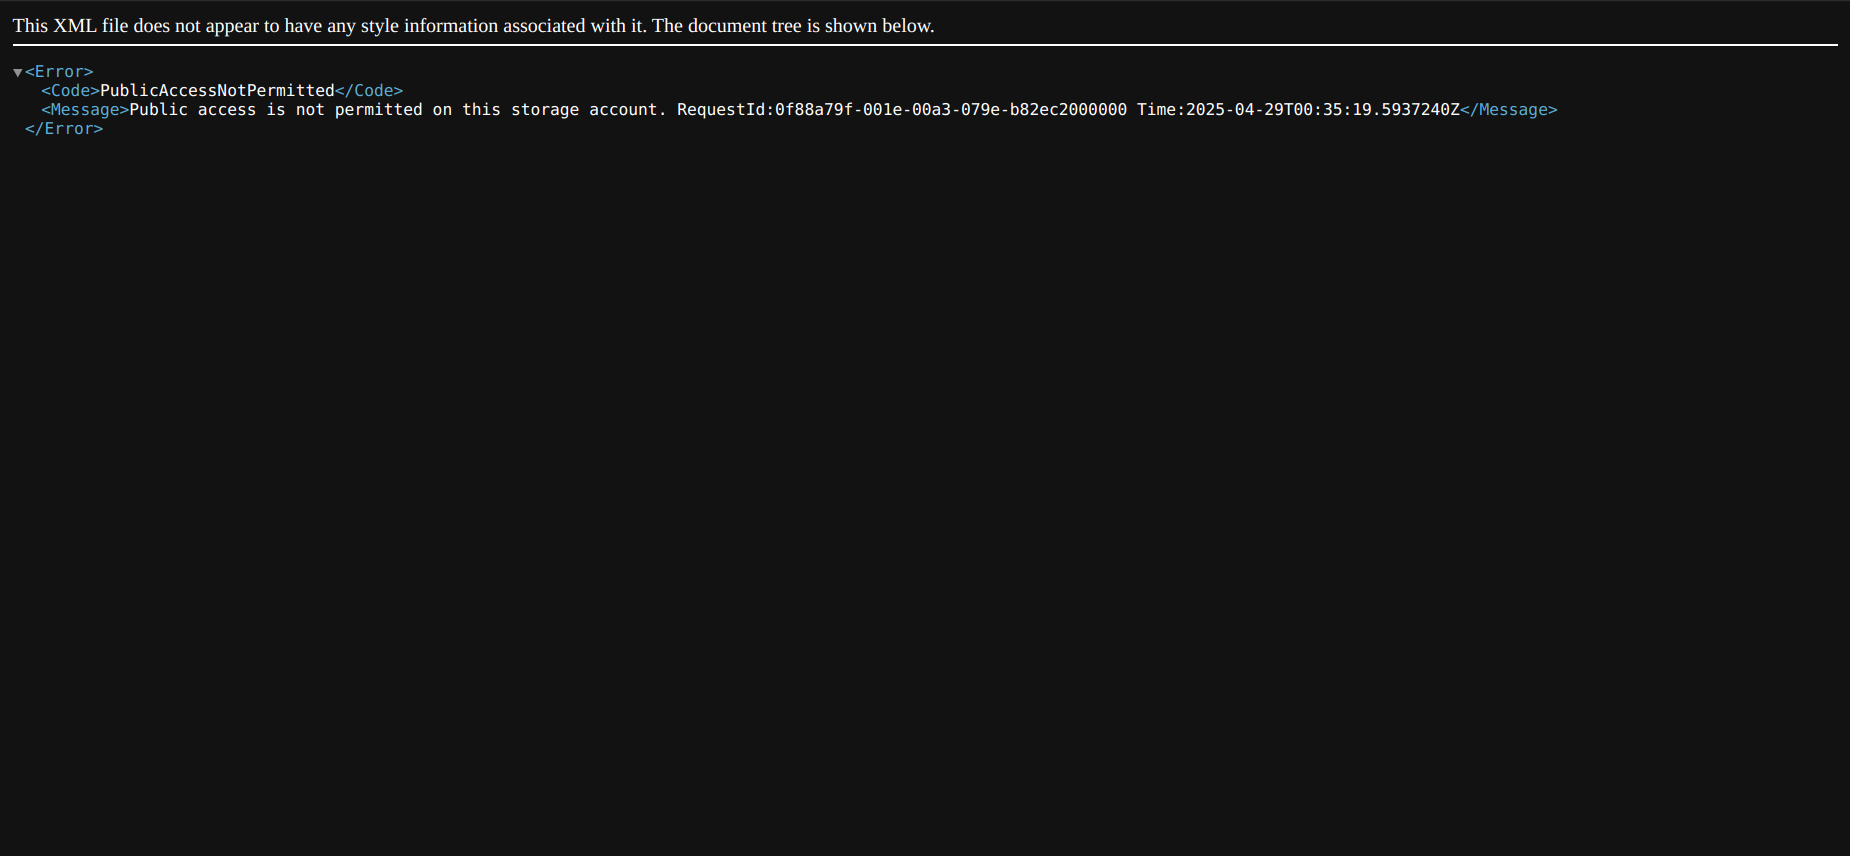 This XML file does not appear to have any style information associated with it. The document tree is shown below.
<Error>
<Code>PublicAccessNotPermitted</Code>
<Message>Public access is not permitted on this storage account. RequestId:0f88a79f-001e-00a3-079e-b82ec2000000 Time:2025-04-29T00:35:19.5937240Z</Message>
</Error>